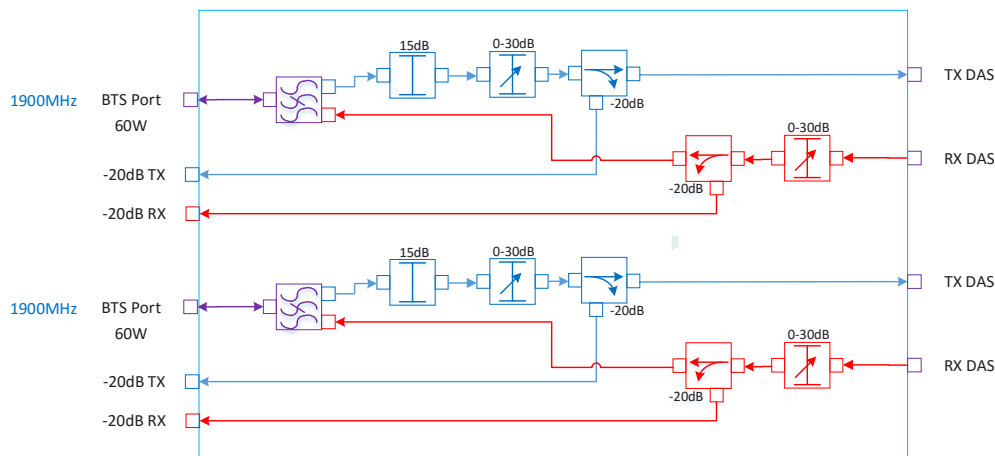 15dB
0-30dB
TX DAS
1900MHz
BTS Port
60W
-20dB
0-30dB
-20dB TX
RX DAS
-20dB
-20dB RX
15dB
0-30dB
TX DAS
1900MHz
BTS Port
60W
-20dB
0-30dB
-20dB TX
RX DAS
-20dB
-20dB RX